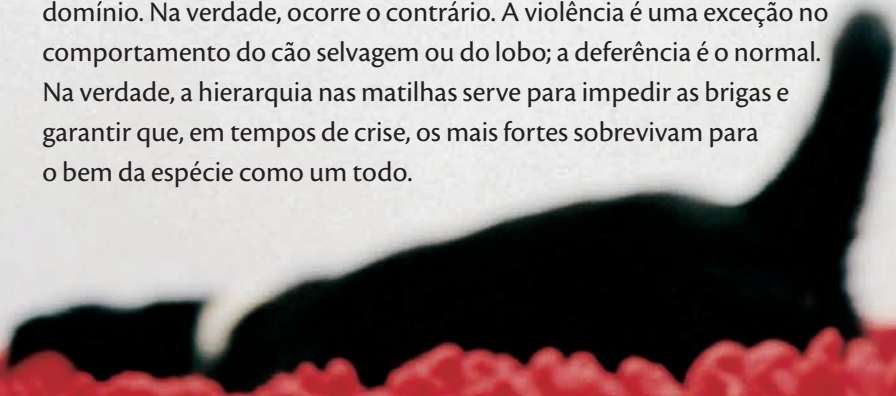 domínio. Na verdade, ocorre o contrário. A violência é uma exceção no
comportamento do cão selvagem ou do lobo; a deferência é o normal.
Na verdade, a hierarquia nas matilhas serve para impedir as brigas e
garantir que, em tempos de crise, os mais fortes sobrevivam para
o bem da espécie como um todo.